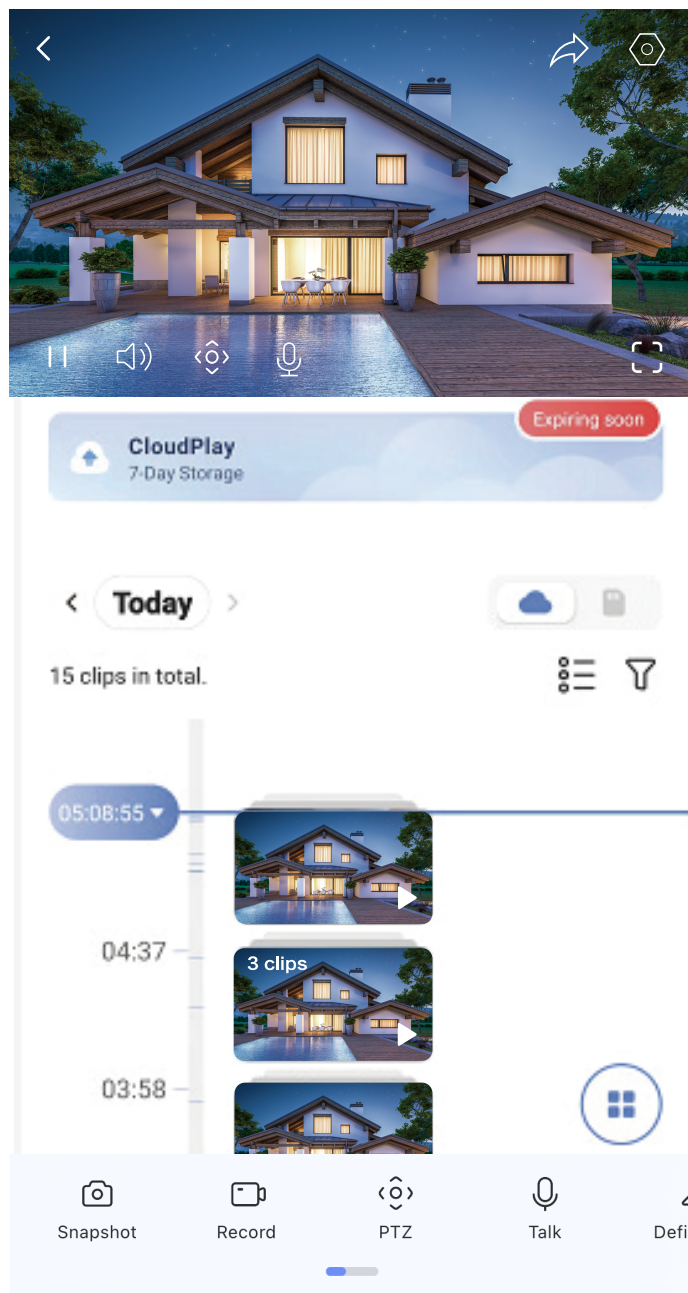 Expiring soon
CloudPlay
7-Day Storage
Today
15 clips in total.
05:08:55
04:37
3 clips
03:58
Snapshot
Record
PTZ
Talk
Defi